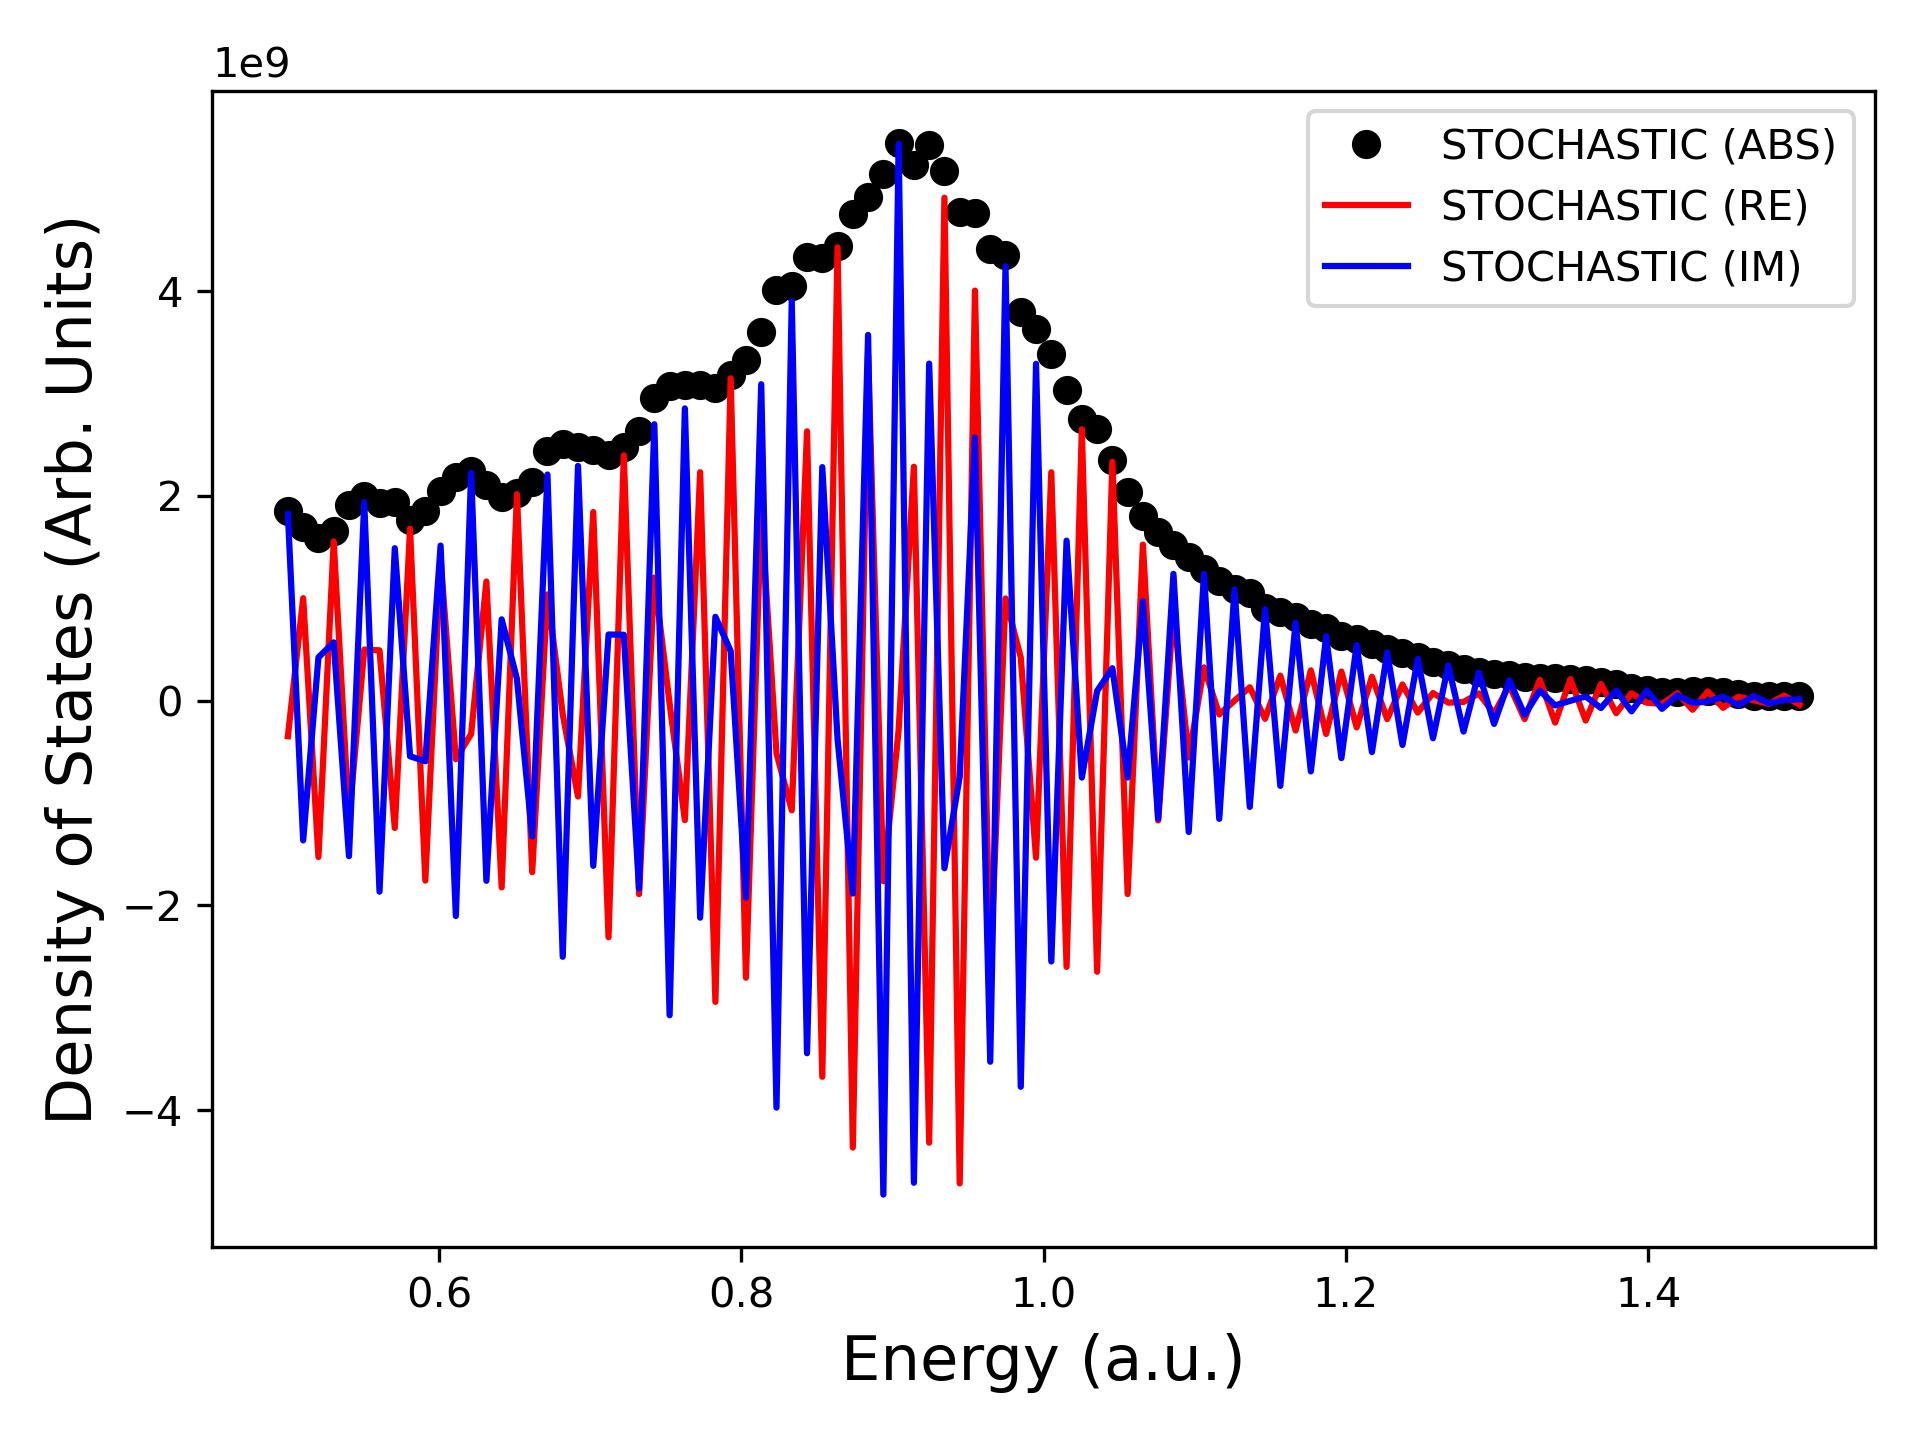 1e9
STOCHASTIC (ABS)
STOCHASTIC (RE)
STOCHASTIC (IM)
Density of States (Arb. Units)
4
2
0
−2
−4
0.6 0.8 1.0 1.2 1.4
Energy (a.u.)